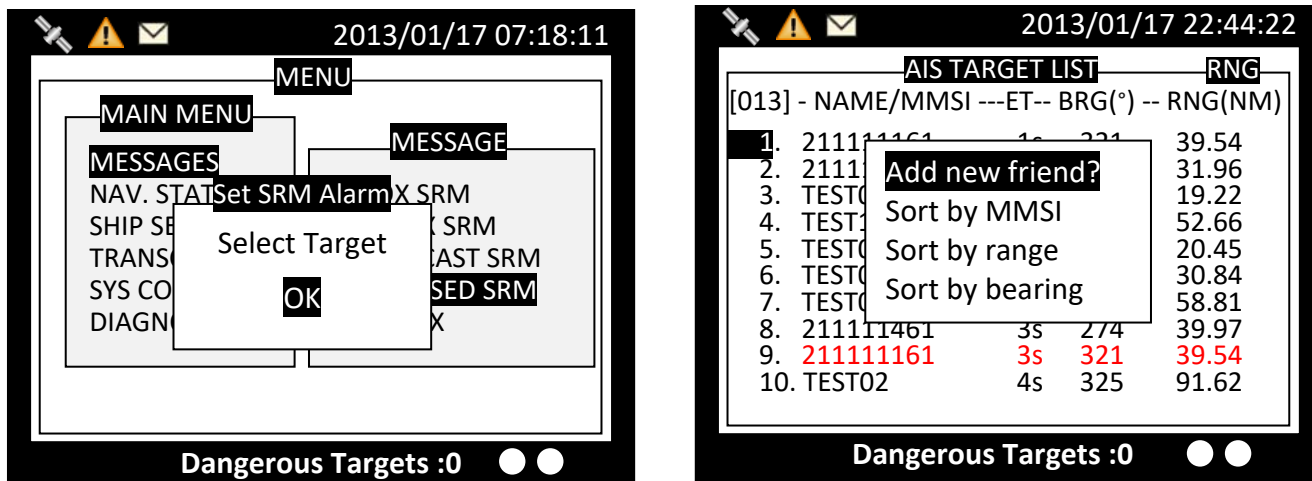 2013/01/17 07:18:11
MENU
MAIN MENU
MESSAGES
NAV. STAT
SHIP SE
TRANS
SYS CO
DIAGN
MESSAGE
X SRM
SRM
CAST SRM
SED SRM
X
Set SRM Alarm
Select Target
OK
Dangerous Targets :0
2013/01/17 22:44:22
AIS TARGET LIST RNG
[013] - NAME/MMSI ---ET-- BRG(°) -- RNG(NM)
1. 211111161 1s 321 39.54
2. 2111 31.96
3. TEST0 19.22
4. TEST1 52.66
5. TEST0 20.45
6. TEST0 30.84
7. TEST0 58.81
8. 211111461 3s 274 39.97
9. 211111161 3s 321 39.54
10. TEST02 4s 325 91.62
Add new friend?
Sort by MMSI
Sort by range
Sort by bearing
Dangerous Targets :0